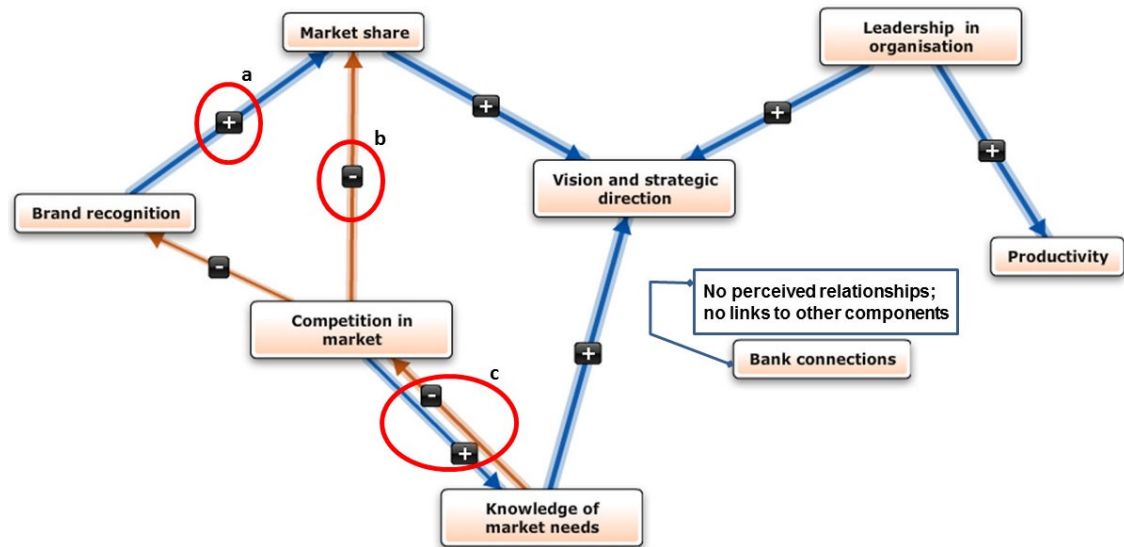 Market share
Leadership in
organisation
a
+
b
+
+
+
-
Vision and strategic
direction
Brand recognition
-
Productivity
No perceived relationships;
no links to other components
Competition in
market
+
Bank connections
c
-
+
Knowledge of
market needs